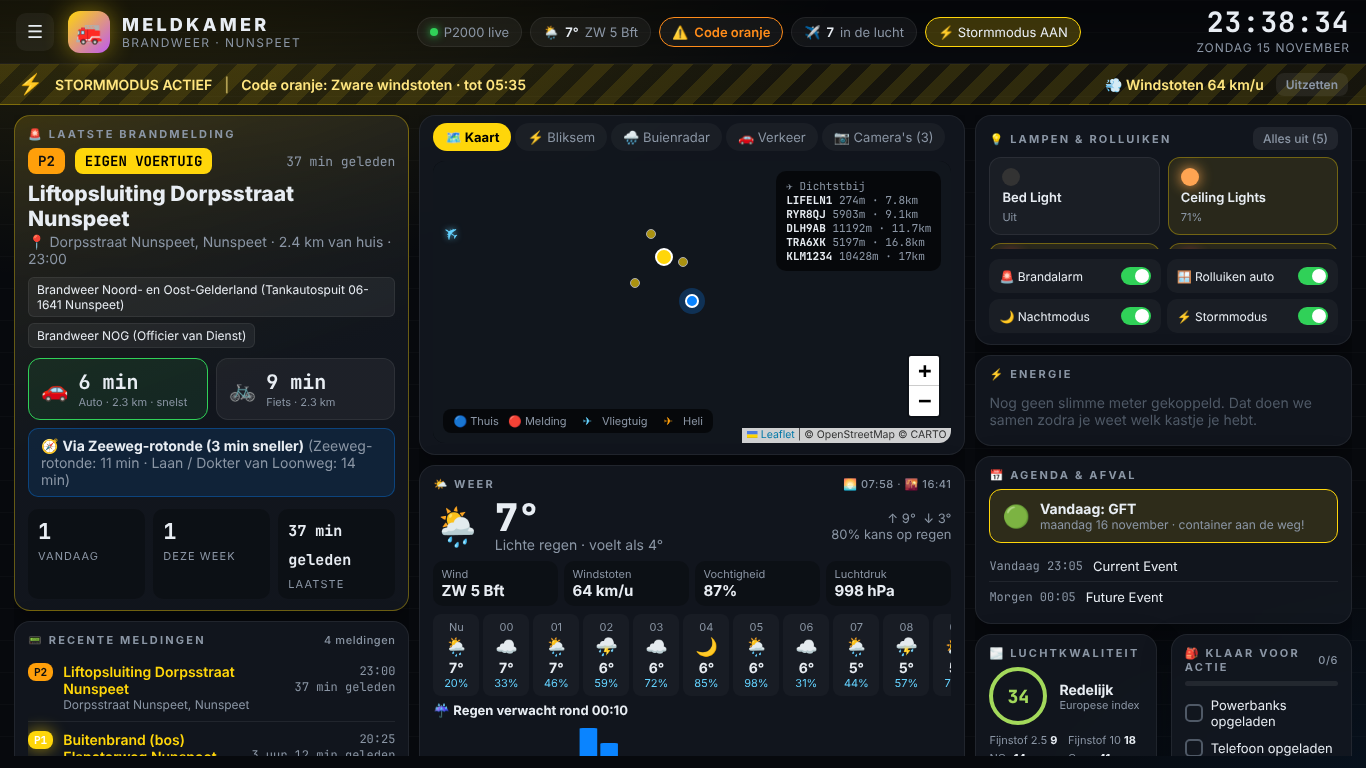 MELDKAMER
BRANDWEER · NUNSPEET
P2000 live
7° ZW 5 Bft
Code oranje
7 in de lucht
Stormmodus AAN
23:38:34
ZONDAG 15 NOVEMBER
STORMMODUS ACTIEF | Code oranje: Zware windstoten · tot 05:35
Windstoten 64 km/u
Uitzetten
LAATSTE BRANDMELDING
P2 EIGEN VOERTUIG 37 min geleden
Liftopsluiting Dorpsstraat
Nunspeet
Dorpsstraat Nunspeet, Nunspeet · 2.4 km van huis ·
23:00
Brandweer Noord- en Oost-Gelderland (Tankautospuit 06-
1641 Nunspeet)
Brandweer NOG (Officier van Dienst)
6 min
Auto · 2.3 km · snelst
9 min
Fiets · 2.3 km
Via Zeeweg-rotonde (3 min sneller) (Zeeweg-
rotonde: 11 min · Laan / Dokter van Loonweg: 14
min)
1
VANDAAG
1
DEZE WEEK
37 min
geleden
LAATSTE
RECENTE MELDINGEN 4 meldingen
P2 Liftopsluiting Dorpsstraat
Nunspeet
Dorpsstraat Nunspeet, Nunspeet
23:00
37 min geleden
P1 Buitenbrand (bos)
20:25
Kaart
Bliksem
Buienradar
Verkeer
Camera's (3)
✈ Dichtstbij
LIFELN1 274m · 7.8km
RYR8QJ 5903m · 9.1km
DLH9AB 11192m · 11.7km
TRA6XK 5197m · 16.8km
KLM1234 10428m · 17km
+
−
Thuis Melding ✈ Vliegtuig ✈ Heli
Leaflet | © OpenStreetMap © CARTO
WEER
07:58 · 16:41
7°
Lichte regen · voelt als 4°
↑ 9° ↓ 3°
80% kans op regen
Wind
ZW 5 Bft
Windstoten
64 km/u
Vochtigheid
87%
Luchtdruk
998 hPa
Nu 00 01 02 03 04 05 06 07 08
7° 7° 7° 6° 6° 6° 6° 6° 5° 5°
20% 33% 46% 59% 72% 85% 98% 31% 44% 57%
Regen verwacht rond 00:10
LAMPEN & ROLLUIKEN
Alles uit (5)
Bed Light
Uit
Ceiling Lights
71%
Brandalarm
Rolluiken auto
Nachtmodus
Stormmodus
ENERGIE
Nog geen slimme meter gekoppeld. Dat doen we
samen zodra je weet welk kastje je hebt.
AGENDA & AFVAL
Vandaag: GFT
maandag 16 november · container aan de weg!
Vandaag 23:05 Current Event
Morgen 00:05 Future Event
LUCHTKWALITEIT
34
Redelijk
Europese index
Fijnstof 2.5 9 Fijnstof 10 18
KLAAR VOOR
ACTIE
0/6
Powerbanks
opgeladen
Telefoon opgeladen